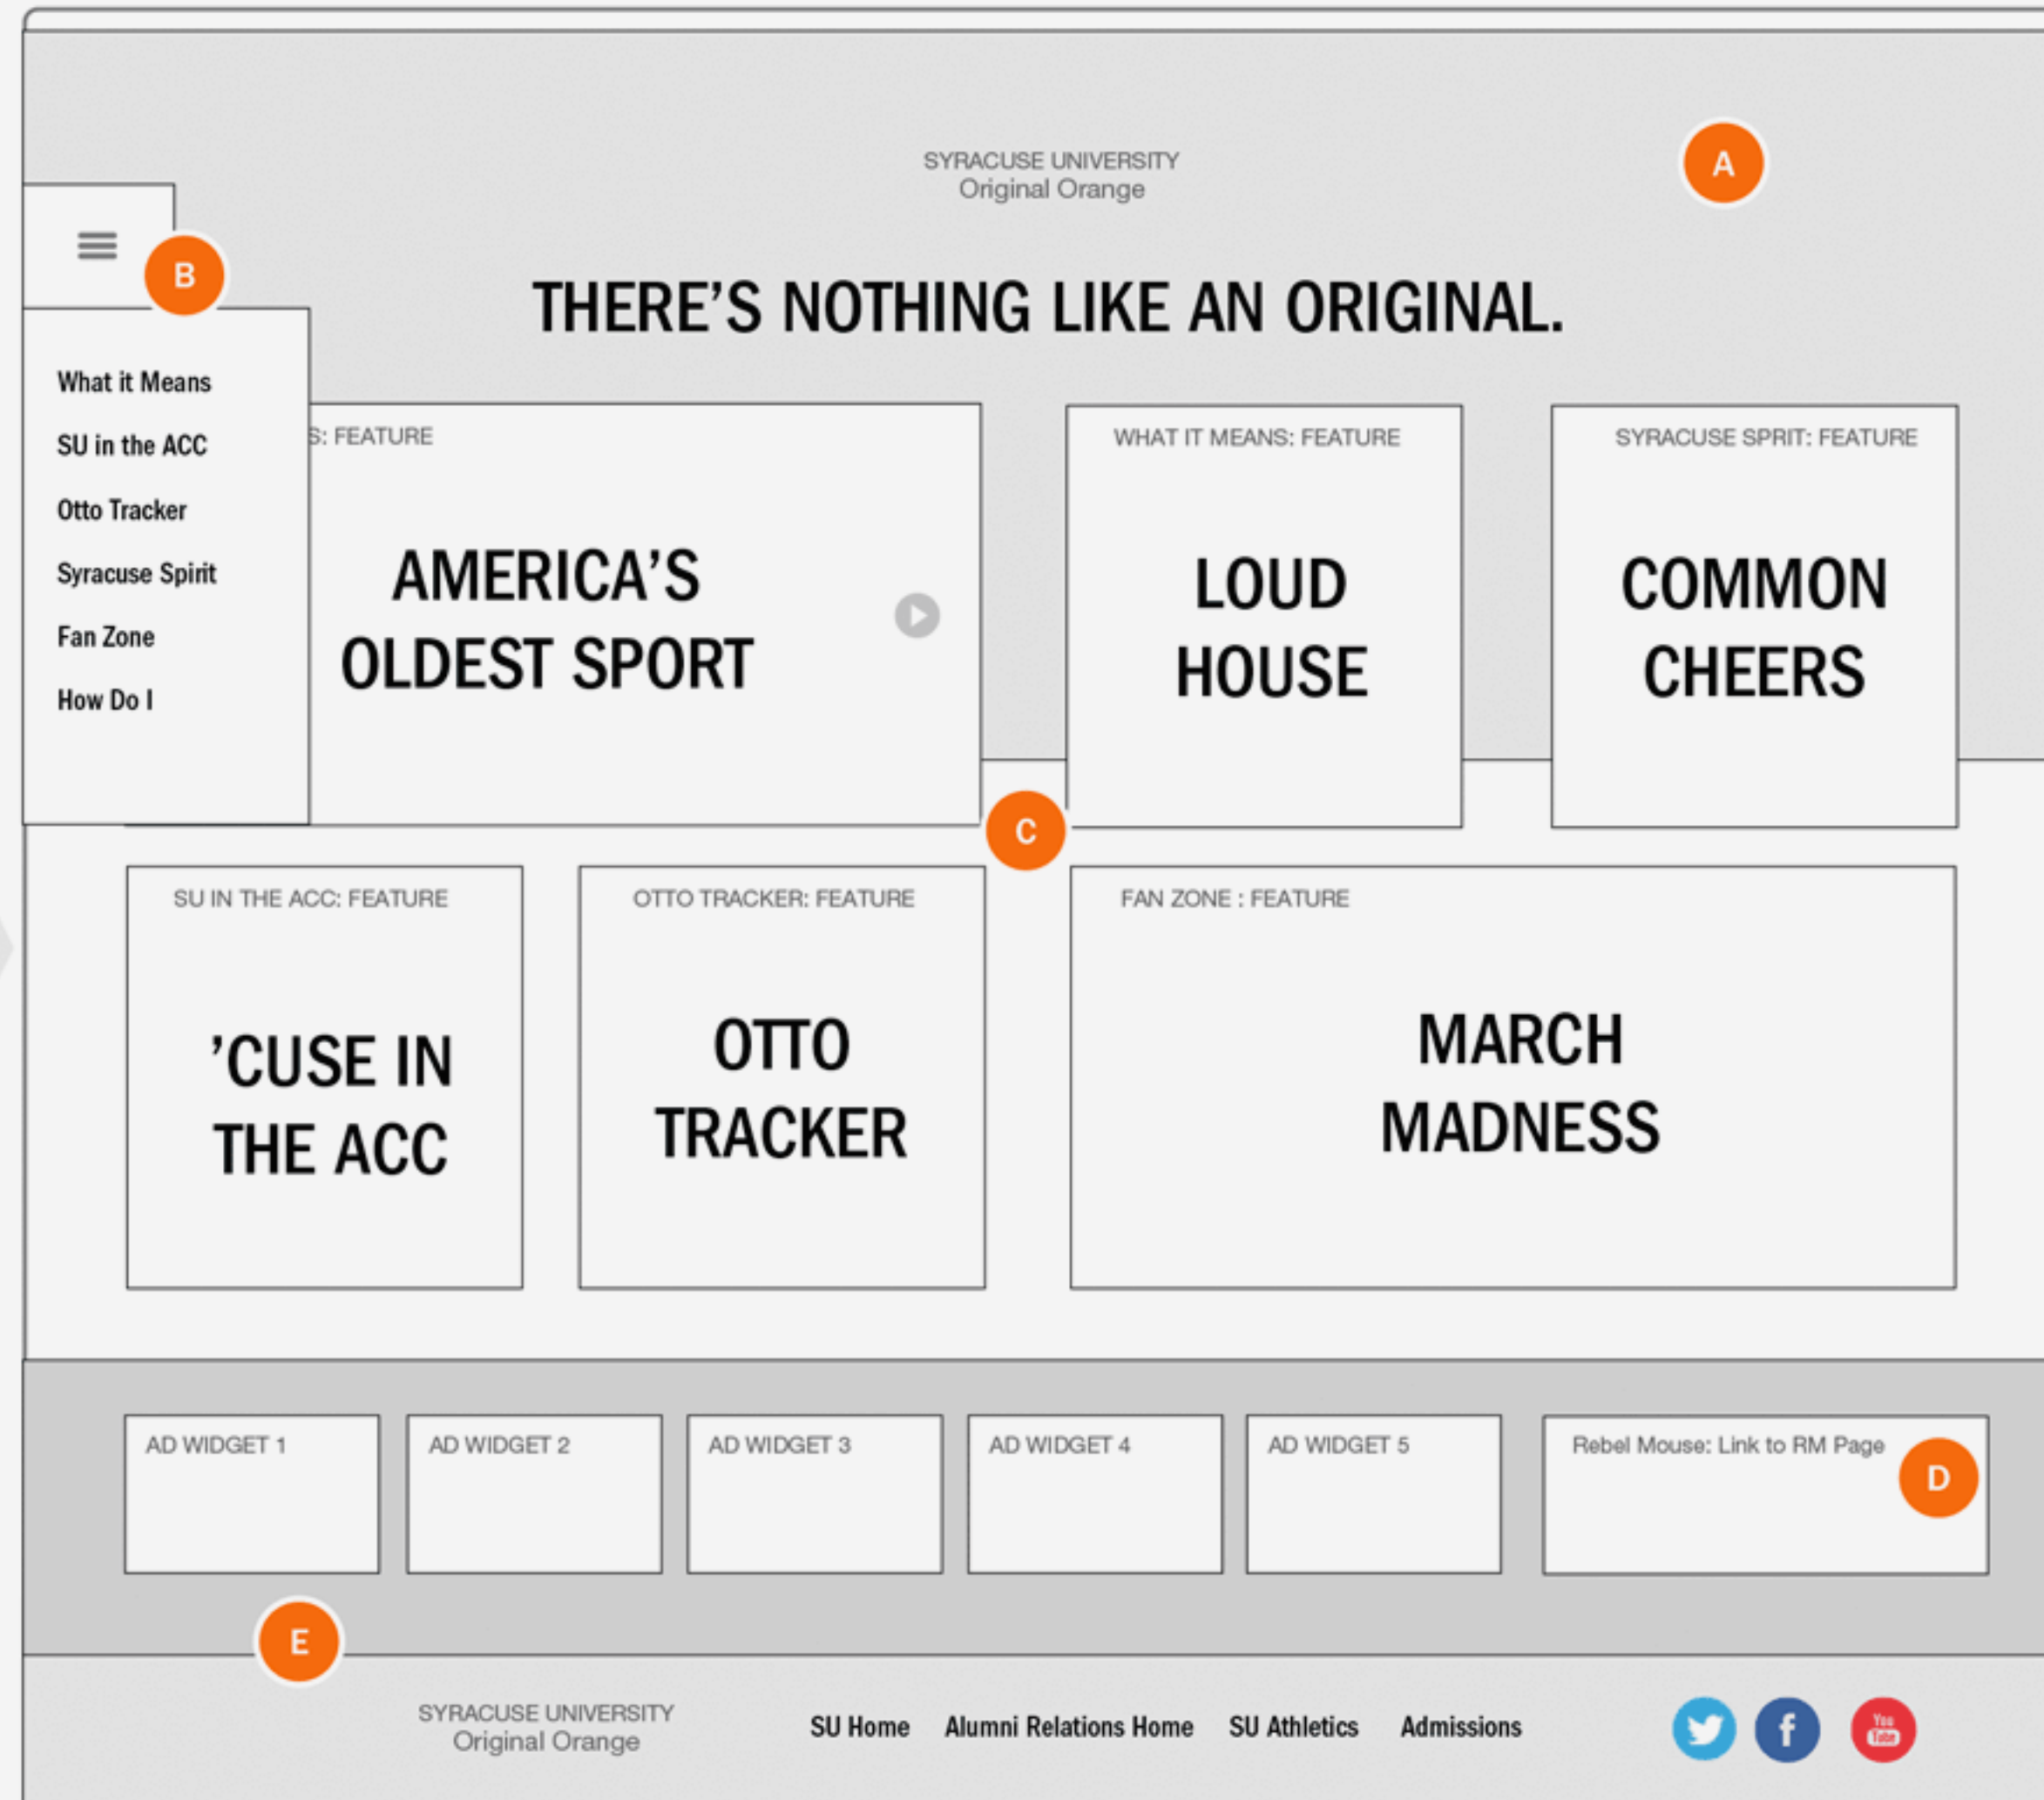 A
SYRACUSE UNIVERSITY
Original Orange
B
THERE’S NOTHING LIKE AN ORIGINAL.
What it Means
SU in the ACC
Otto Tracker
Syracuse Spirit
Fan Zone
How Do I
S: FEATURE
AMERICA’S
OLDEST SPORT
WHAT IT MEANS: FEATURE
LOUD
HOUSE
SYRACUSE SPRIT: FEATURE
COMMON
CHEERS
C
SU IN THE ACC: FEATURE
’CUSE IN
THE ACC
OTTO TRACKER: FEATURE
OTTO
TRACKER
FAN ZONE : FEATURE
MARCH
MADNESS
AD WIDGET 1
AD WIDGET 2
AD WIDGET 3
AD WIDGET 4
AD WIDGET 5
Rebel Mouse: Link to RM Page
D
E
SYRACUSE UNIVERSITY
Original Orange
SU Home
Alumni Relations Home
SU Athletics
Admissions
f
You
Tube